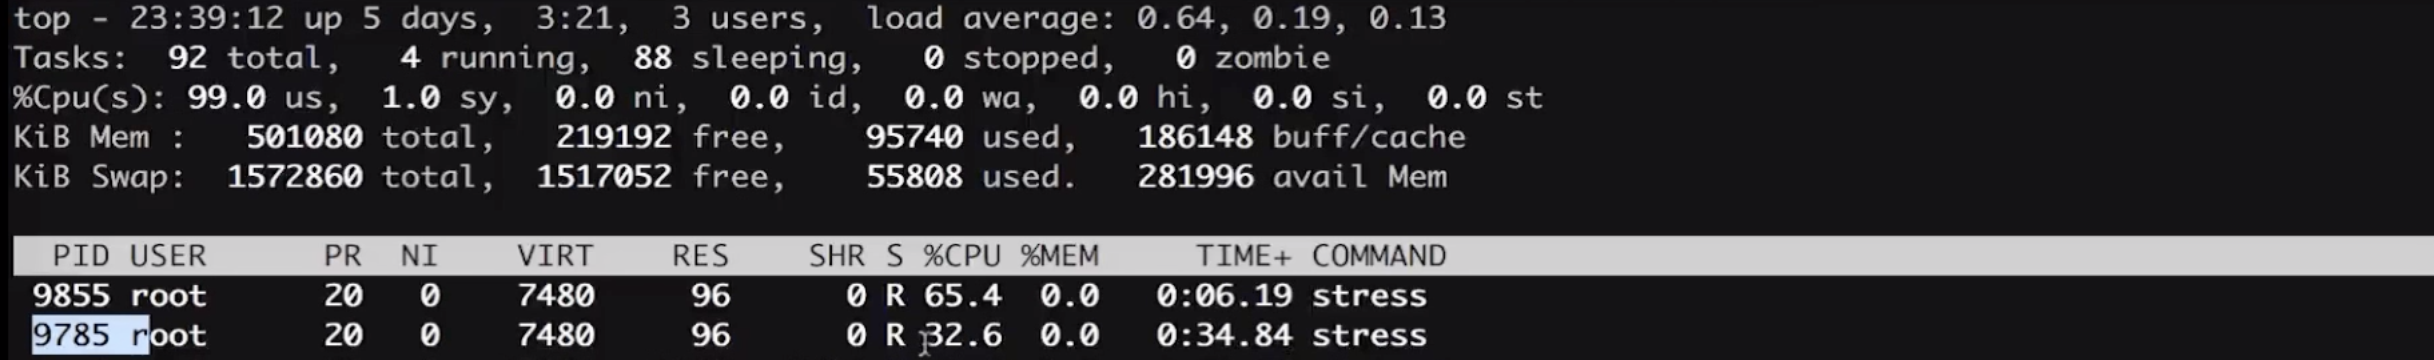 top - 23:39:12 up 5 days,  3:21,  3 users,  load average: 0.64, 0.19, 0.13
Tasks:  92 total,   4 running,  88 sleeping,   0 stopped,   0 zombie
%Cpu(s): 99.0 us,  1.0 sy,  0.0 ni,  0.0 id,  0.0 wa,  0.0 hi,  0.0 si,  0.0 st
KiB Mem :   501080 total,   219192 free,    95740 used,   186148 buff/cache
KiB Swap:  1572860 total,  1517052 free,    55808 used.   281996 avail Mem
PID USER      PR  NI    VIRT    RES    SHR S %CPU %MEM     TIME+ COMMAND
9855 root      20   0    7480     96      0 R 65.4  0.0   0:06.19 stress
9785 root      20   0    7480     96      0 R 32.6  0.0   0:34.84 stress